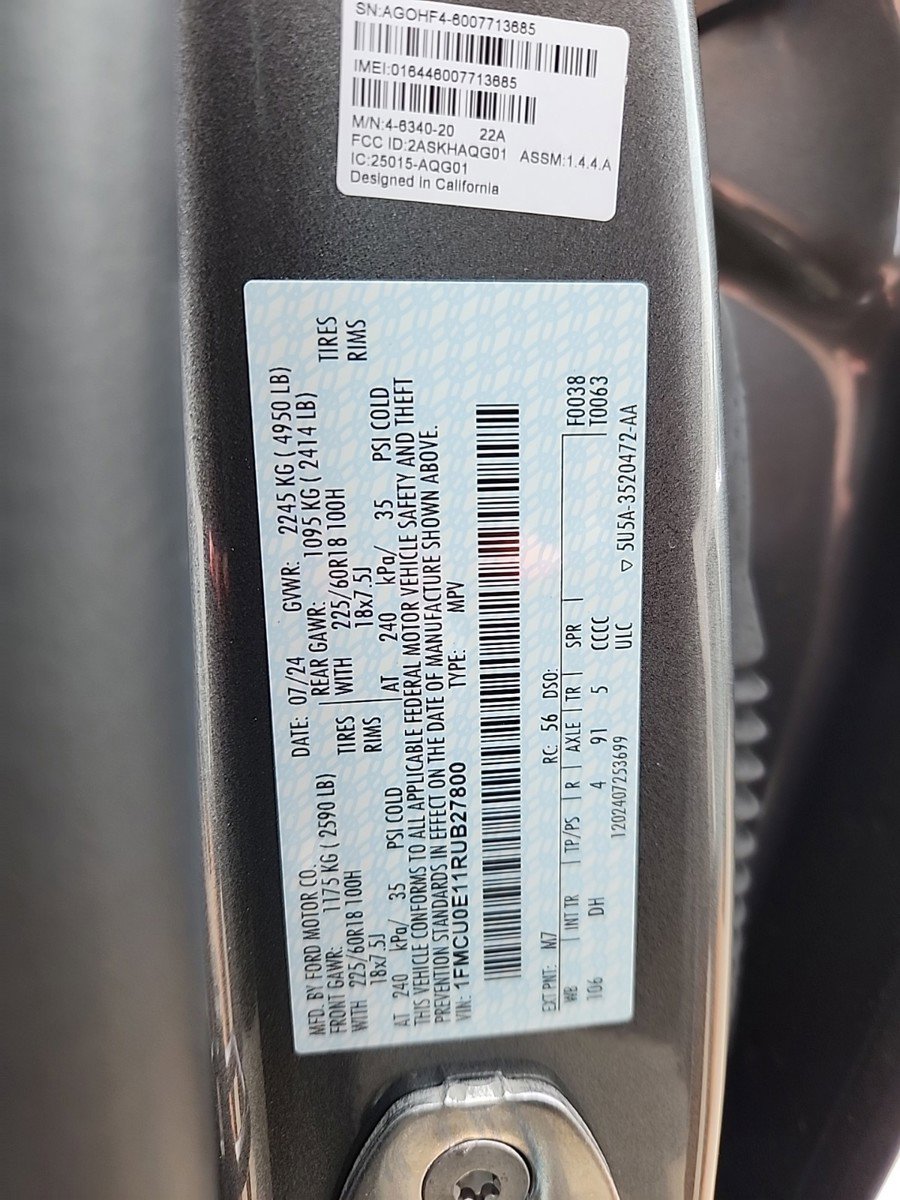 SN:AGOHF4-6007713685
IMEI:016446007713685
M/N:4-6340-20 22A
FCC ID:2ASKHAQG01 ASSM:1.4.4.A
IC:25015-AQG01
Designed in California
MFD. BY FORD MOTOR CO. DATE: 07/24 GVWR: 2245 KG ( 4950 LB)
FRONT GAWR: 1175 KG ( 2590 LB) REAR GAWR: 1095 KG ( 2414 LB)
WITH 225/60R18 100H TIRES WITH 225/60R18 100H TIRES
18x7.5J RIMS 18x7.5J RIMS
AT 240 kPa/ 35 PSI COLD AT 240 kPa/ 35 PSI COLD
THIS VEHICLE CONFORMS TO ALL APPLICABLE FEDERAL MOTOR VEHICLE SAFETY AND THEFT
PREVENTION STANDARDS IN EFFECT ON THE DATE OF MANUFACTURE SHOWN ABOVE.
VIN: 1FMCU0E11RUB27800 TYPE: MPV
EXT PNT: M7 RC: 56 DSO:
WB INT TR TP/PS R AXLE TR SPR F0038
106 DH 4 91 5 CCCC T0063
ULC
1202407253699 ▽ 5U5A-3520472-AA